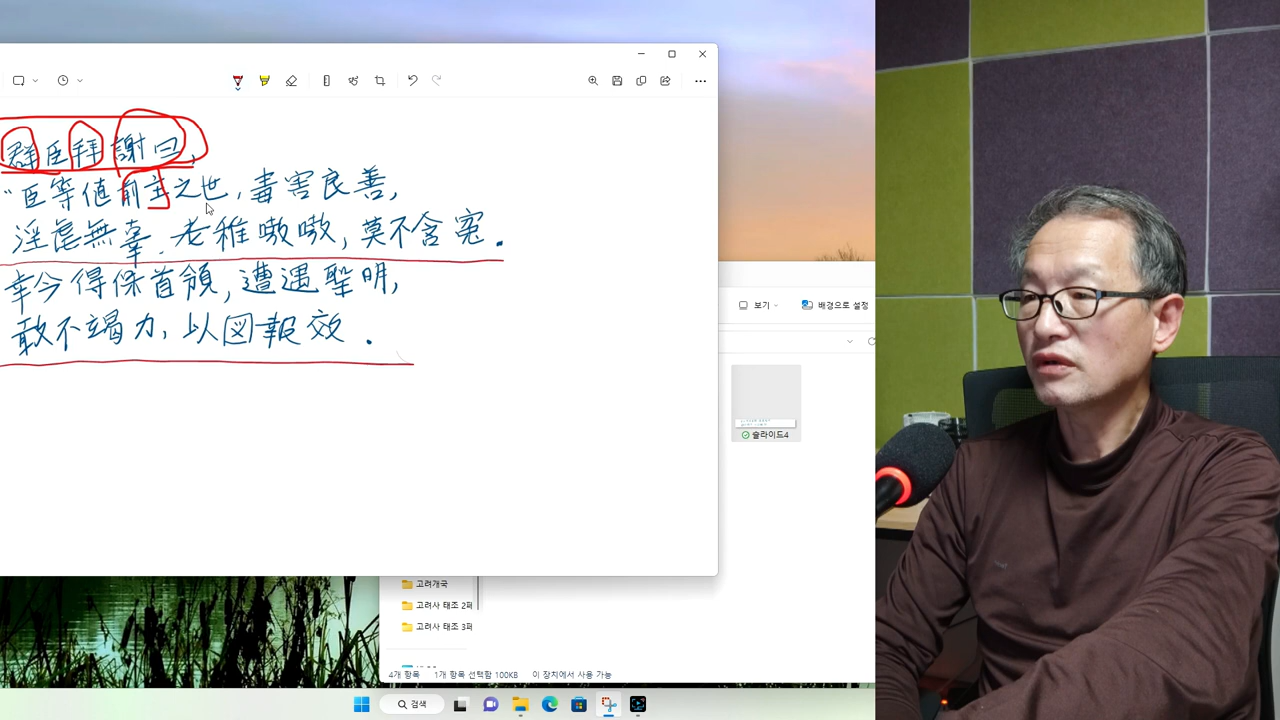 群臣拜謝曰,
"臣等値前主之世, 毒害良善,
淫虐無辜. 老稚嗷嗷, 莫不含冤.
幸今得保首領, 遭遇聖明,
敢不竭力, 以図報效.
보기
배경으로 설정
슬라이드4
고려개국
고려사 태조 2퍼
고려사 태조 3퍼
4개 항목 1개 항목 선택함 100KB 이 장치에서 사용 가능
검색